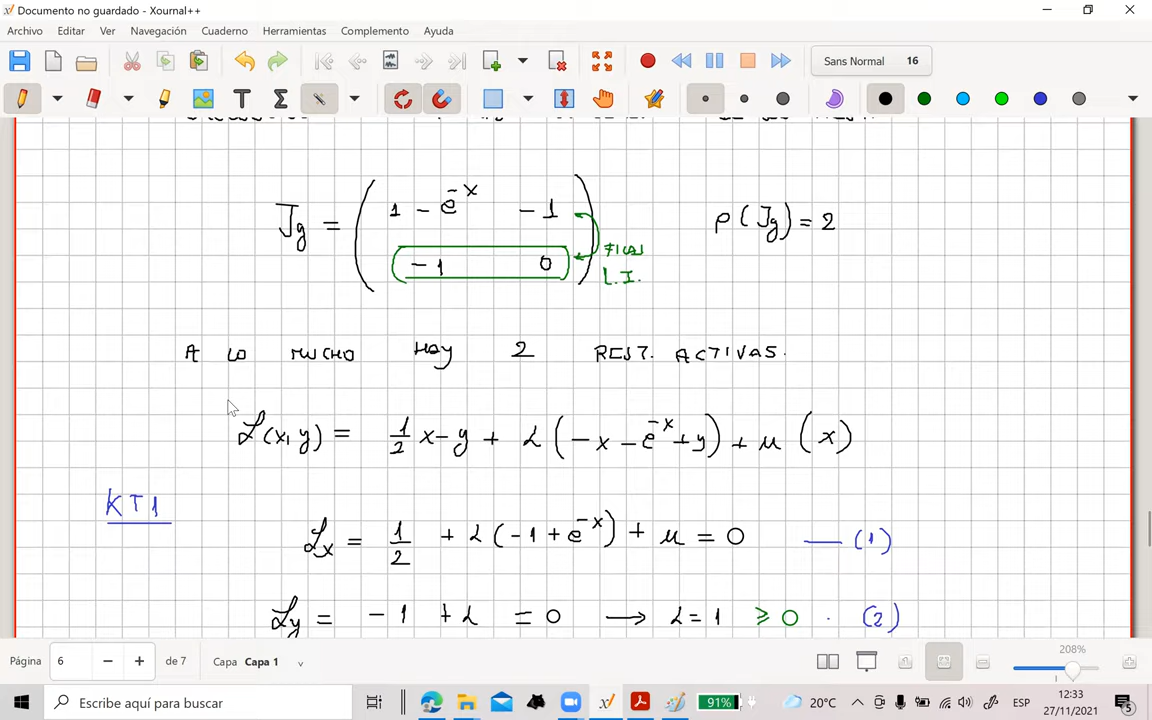 Documento no guardado - Xournal++
Archivo Editar Ver Navegación Cuaderno Herramientas Complemento Ayuda
Sans Normal 16
Jg = ( 1 - e^-x -1
-1 0 ) FILAS L.I. ρ(Jg) = 2
A LO MUCHO HAY 2 REST. ACTIVAS.
L(x,y) = 1/2 x - y + λ(-x - e^-x + y) + μ(x)
KT1
Lx = 1/2 + λ(-1 + e^-x) + μ = 0 — (1)
Ly = -1 + λ = 0 → λ = 1 ≥ 0 . (2)
Página 6 de 7 Capa Capa 1 208%
Escribe aquí para buscar 91% 20°C ESP 12:33
27/11/2021 5